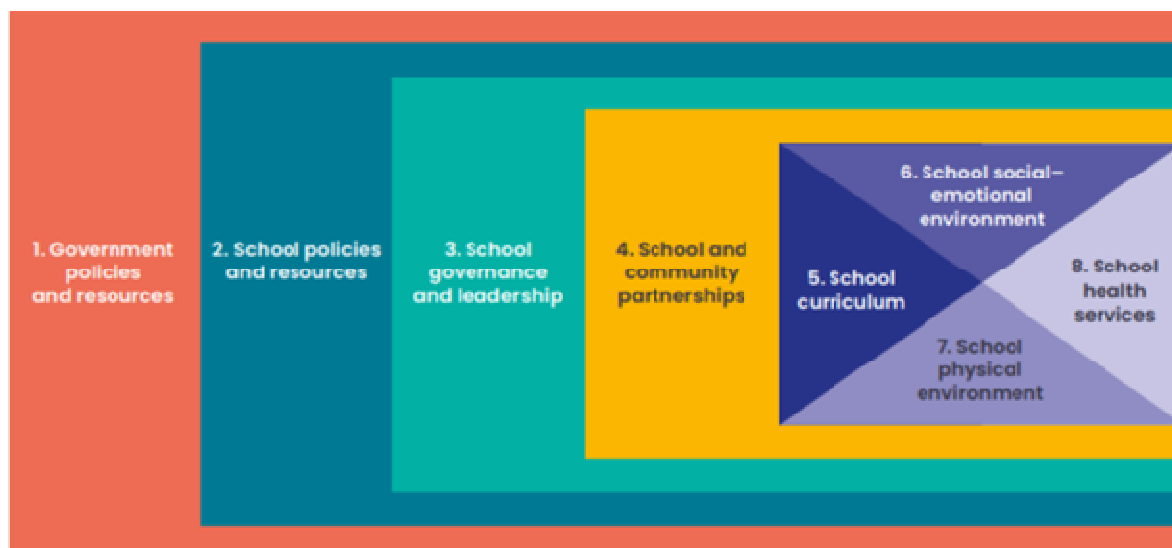 1. Government
policies
and resources
2. School policies
and resources
3. School
governance
and leadership
4. School and
community
partnerships
5. School
curriculum
6. School social–
emotional
environment
7. School
physical
environment
8. School
health
services